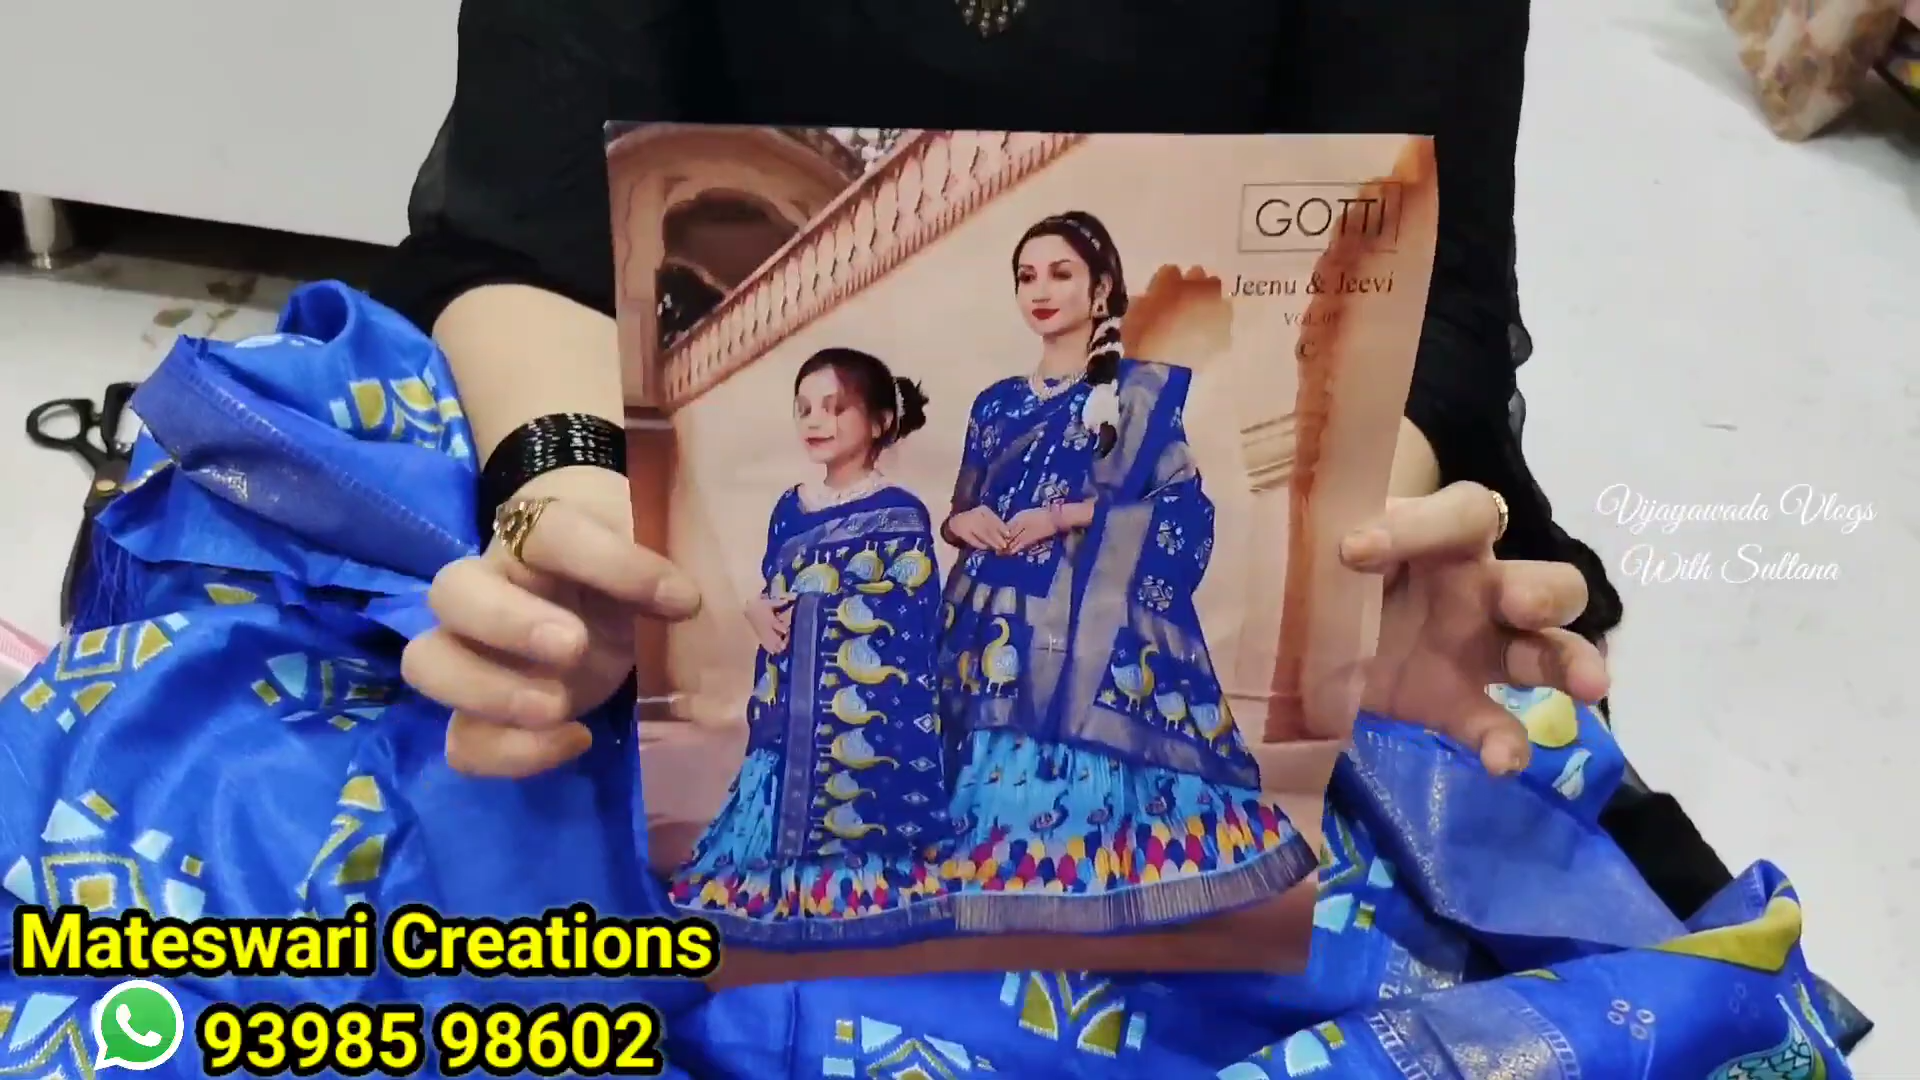 GOTTI
Jeenu & Jeevi
C
Vijayawada Vlogs
With Sultana
Mateswari Creations
93985 98602